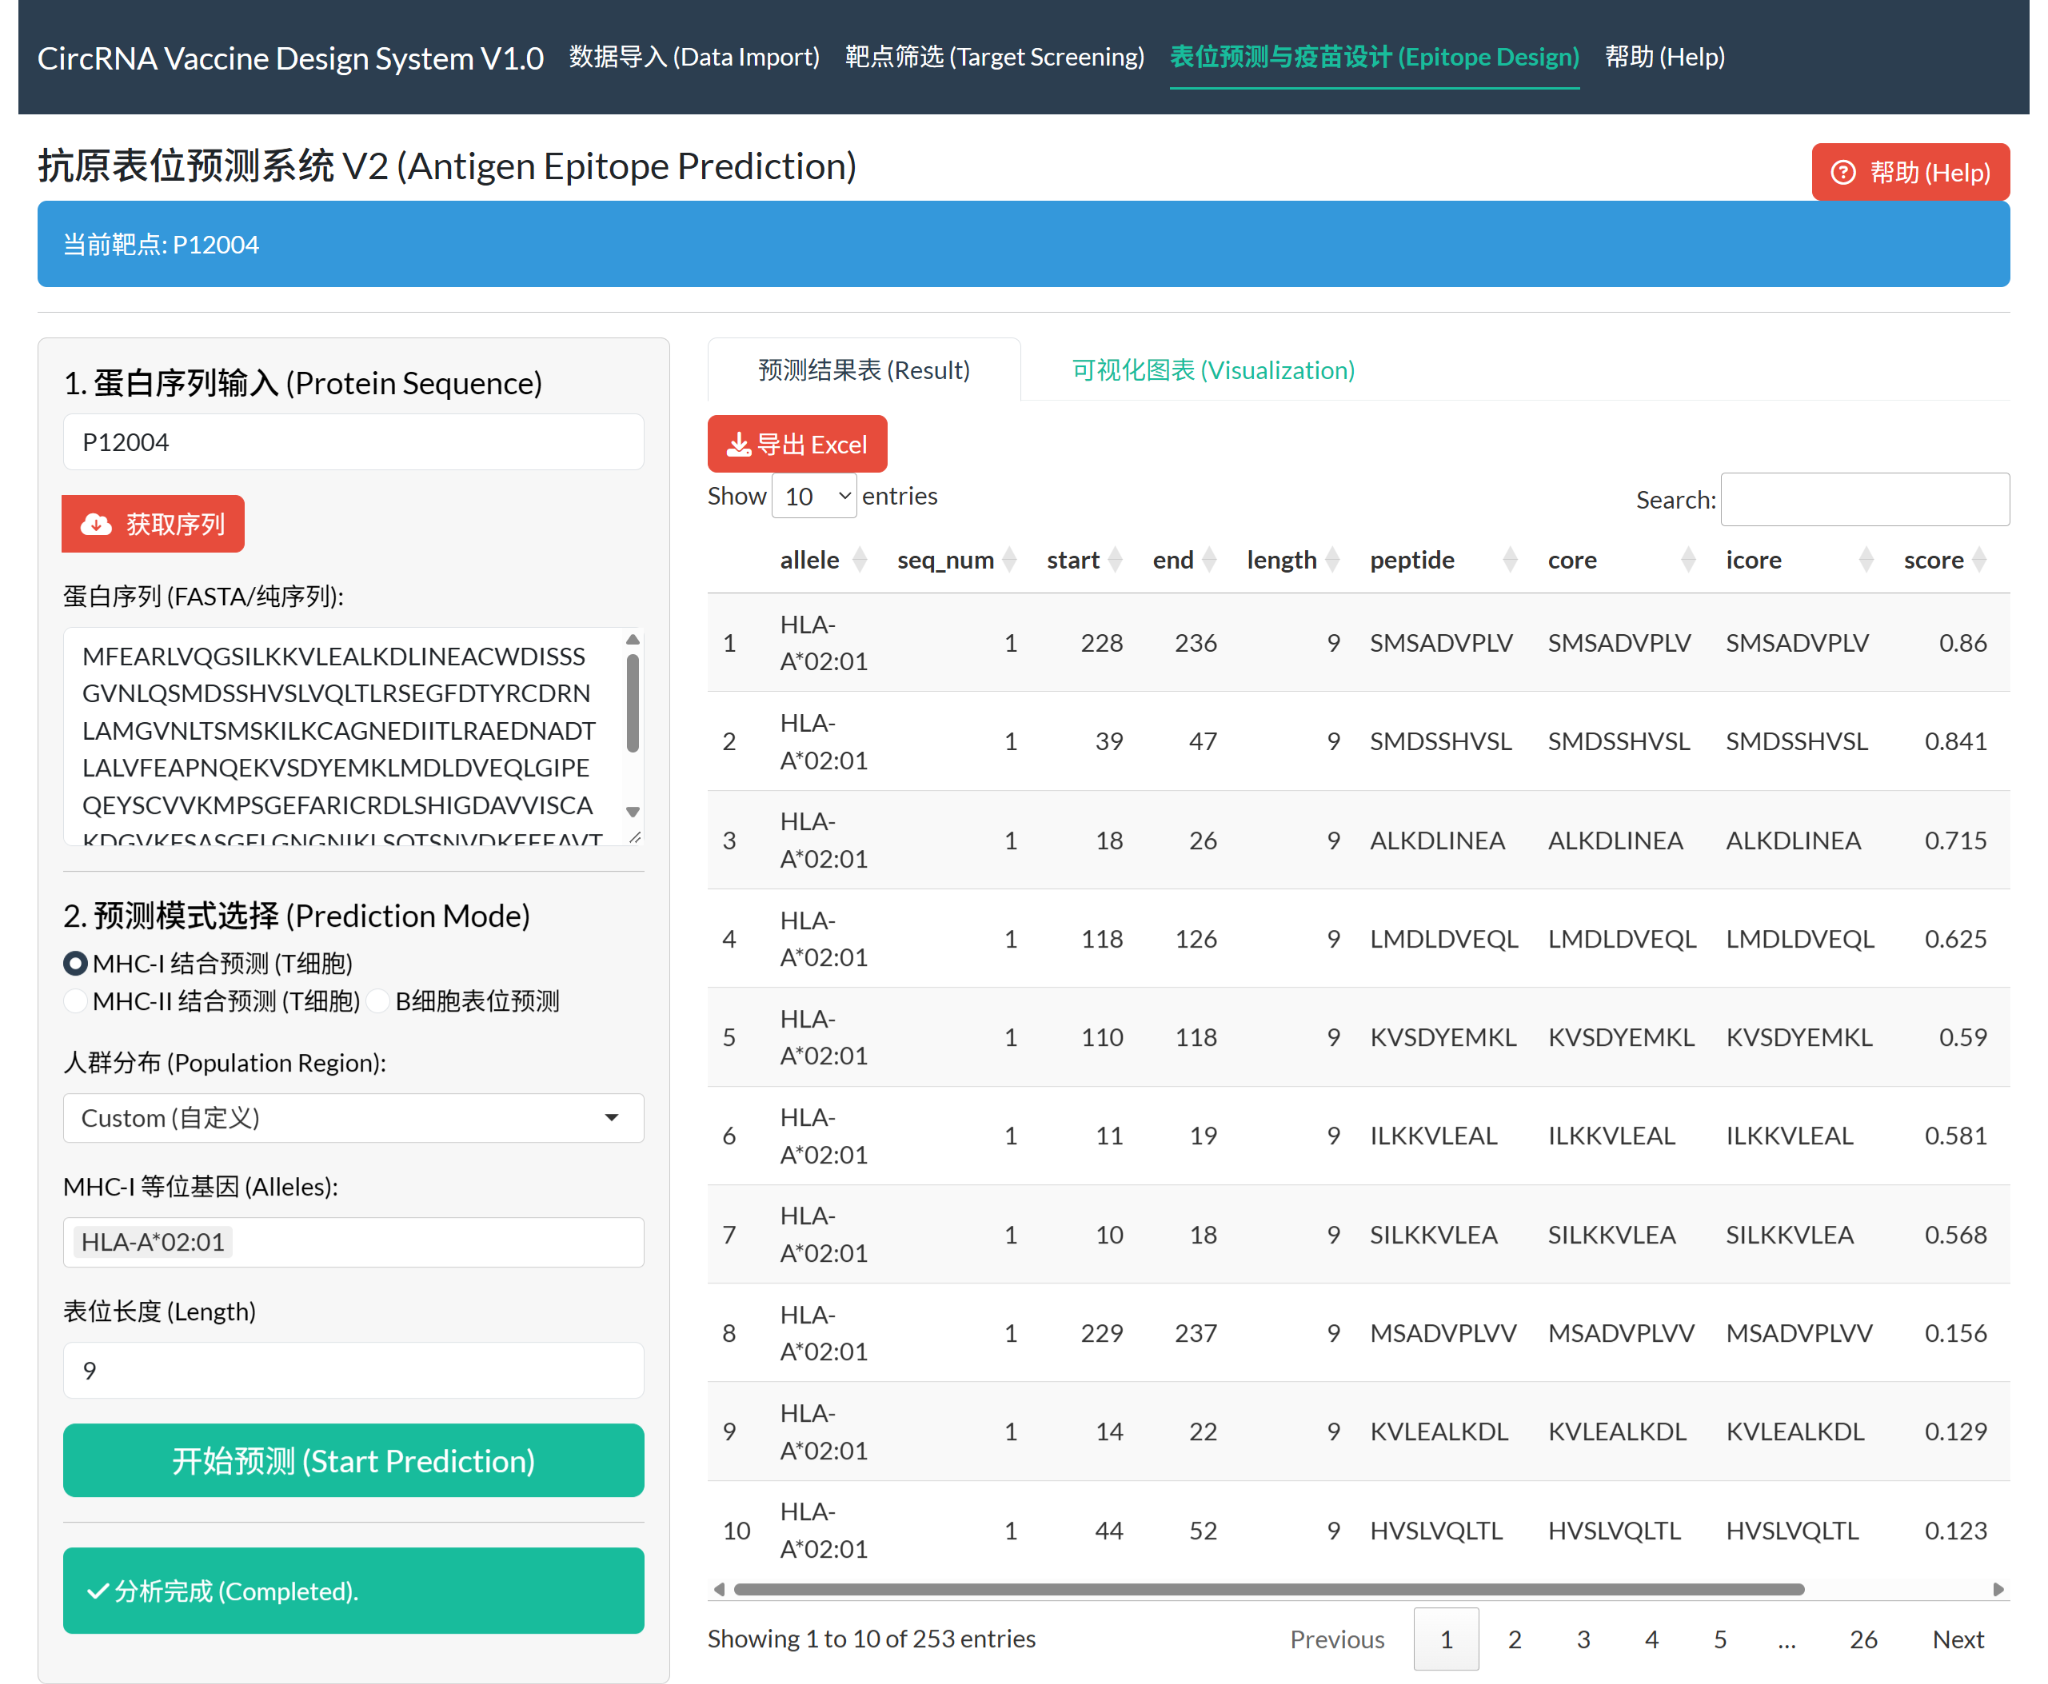 CircRNA Vaccine Design System V1.0 数据导入 (Data Import) 靶点筛选 (Target Screening) 表位预测与疫苗设计 (Epitope Design) 帮助 (Help)
抗原表位预测系统 V2 (Antigen Epitope Prediction)
帮助 (Help)
当前靶点: P12004
1. 蛋白序列输入 (Protein Sequence)
P12004
获取序列
蛋白序列 (FASTA/纯序列):
MFEARLVQGSILKKVLEALKDLINEACWDISSS
GVNLQSMDSSHVSLVQLTLRSEGFDTYRCDRN
LAMGVNLTSMSKILKCAGNEDIITLRAEDNADT
LALVFEAPNQEKVSDYEMKLMDLDVEQLGIPE
QEYSCVVKMPSGEFARICRDLSHIGDAVVISCA
KDGVKFSASGELGNGNIKLSQTSNVDKEEEAVT
2. 预测模式选择 (Prediction Mode)
MHC-I 结合预测 (T细胞)
MHC-II 结合预测 (T细胞) B细胞表位预测
人群分布 (Population Region):
Custom (自定义)
MHC-I 等位基因 (Alleles):
HLA-A*02:01
表位长度 (Length)
9
开始预测 (Start Prediction)
分析完成 (Completed).
预测结果表 (Result) 可视化图表 (Visualization)
导出 Excel
Show 10 entries
Search:
allele seq_num start end length peptide core icore score
1 HLA-A*02:01 1 228 236 9 SMSADVPLV SMSADVPLV SMSADVPLV 0.86
2 HLA-A*02:01 1 39 47 9 SMDSSHVSL SMDSSHVSL SMDSSHVSL 0.841
3 HLA-A*02:01 1 18 26 9 ALKDLINEA ALKDLINEA ALKDLINEA 0.715
4 HLA-A*02:01 1 118 126 9 LMDLDVEQL LMDLDVEQL LMDLDVEQL 0.625
5 HLA-A*02:01 1 110 118 9 KVSDYEMKL KVSDYEMKL KVSDYEMKL 0.59
6 HLA-A*02:01 1 11 19 9 ILKKVLEAL ILKKVLEAL ILKKVLEAL 0.581
7 HLA-A*02:01 1 10 18 9 SILKKVLEA SILKKVLEA SILKKVLEA 0.568
8 HLA-A*02:01 1 229 237 9 MSADVPLVV MSADVPLVV MSADVPLVV 0.156
9 HLA-A*02:01 1 14 22 9 KVLEALKDL KVLEALKDL KVLEALKDL 0.129
10 HLA-A*02:01 1 44 52 9 HVSLVQLTL HVSLVQLTL HVSLVQLTL 0.123
Showing 1 to 10 of 253 entries
Previous 1 2 3 4 5 ... 26 Next